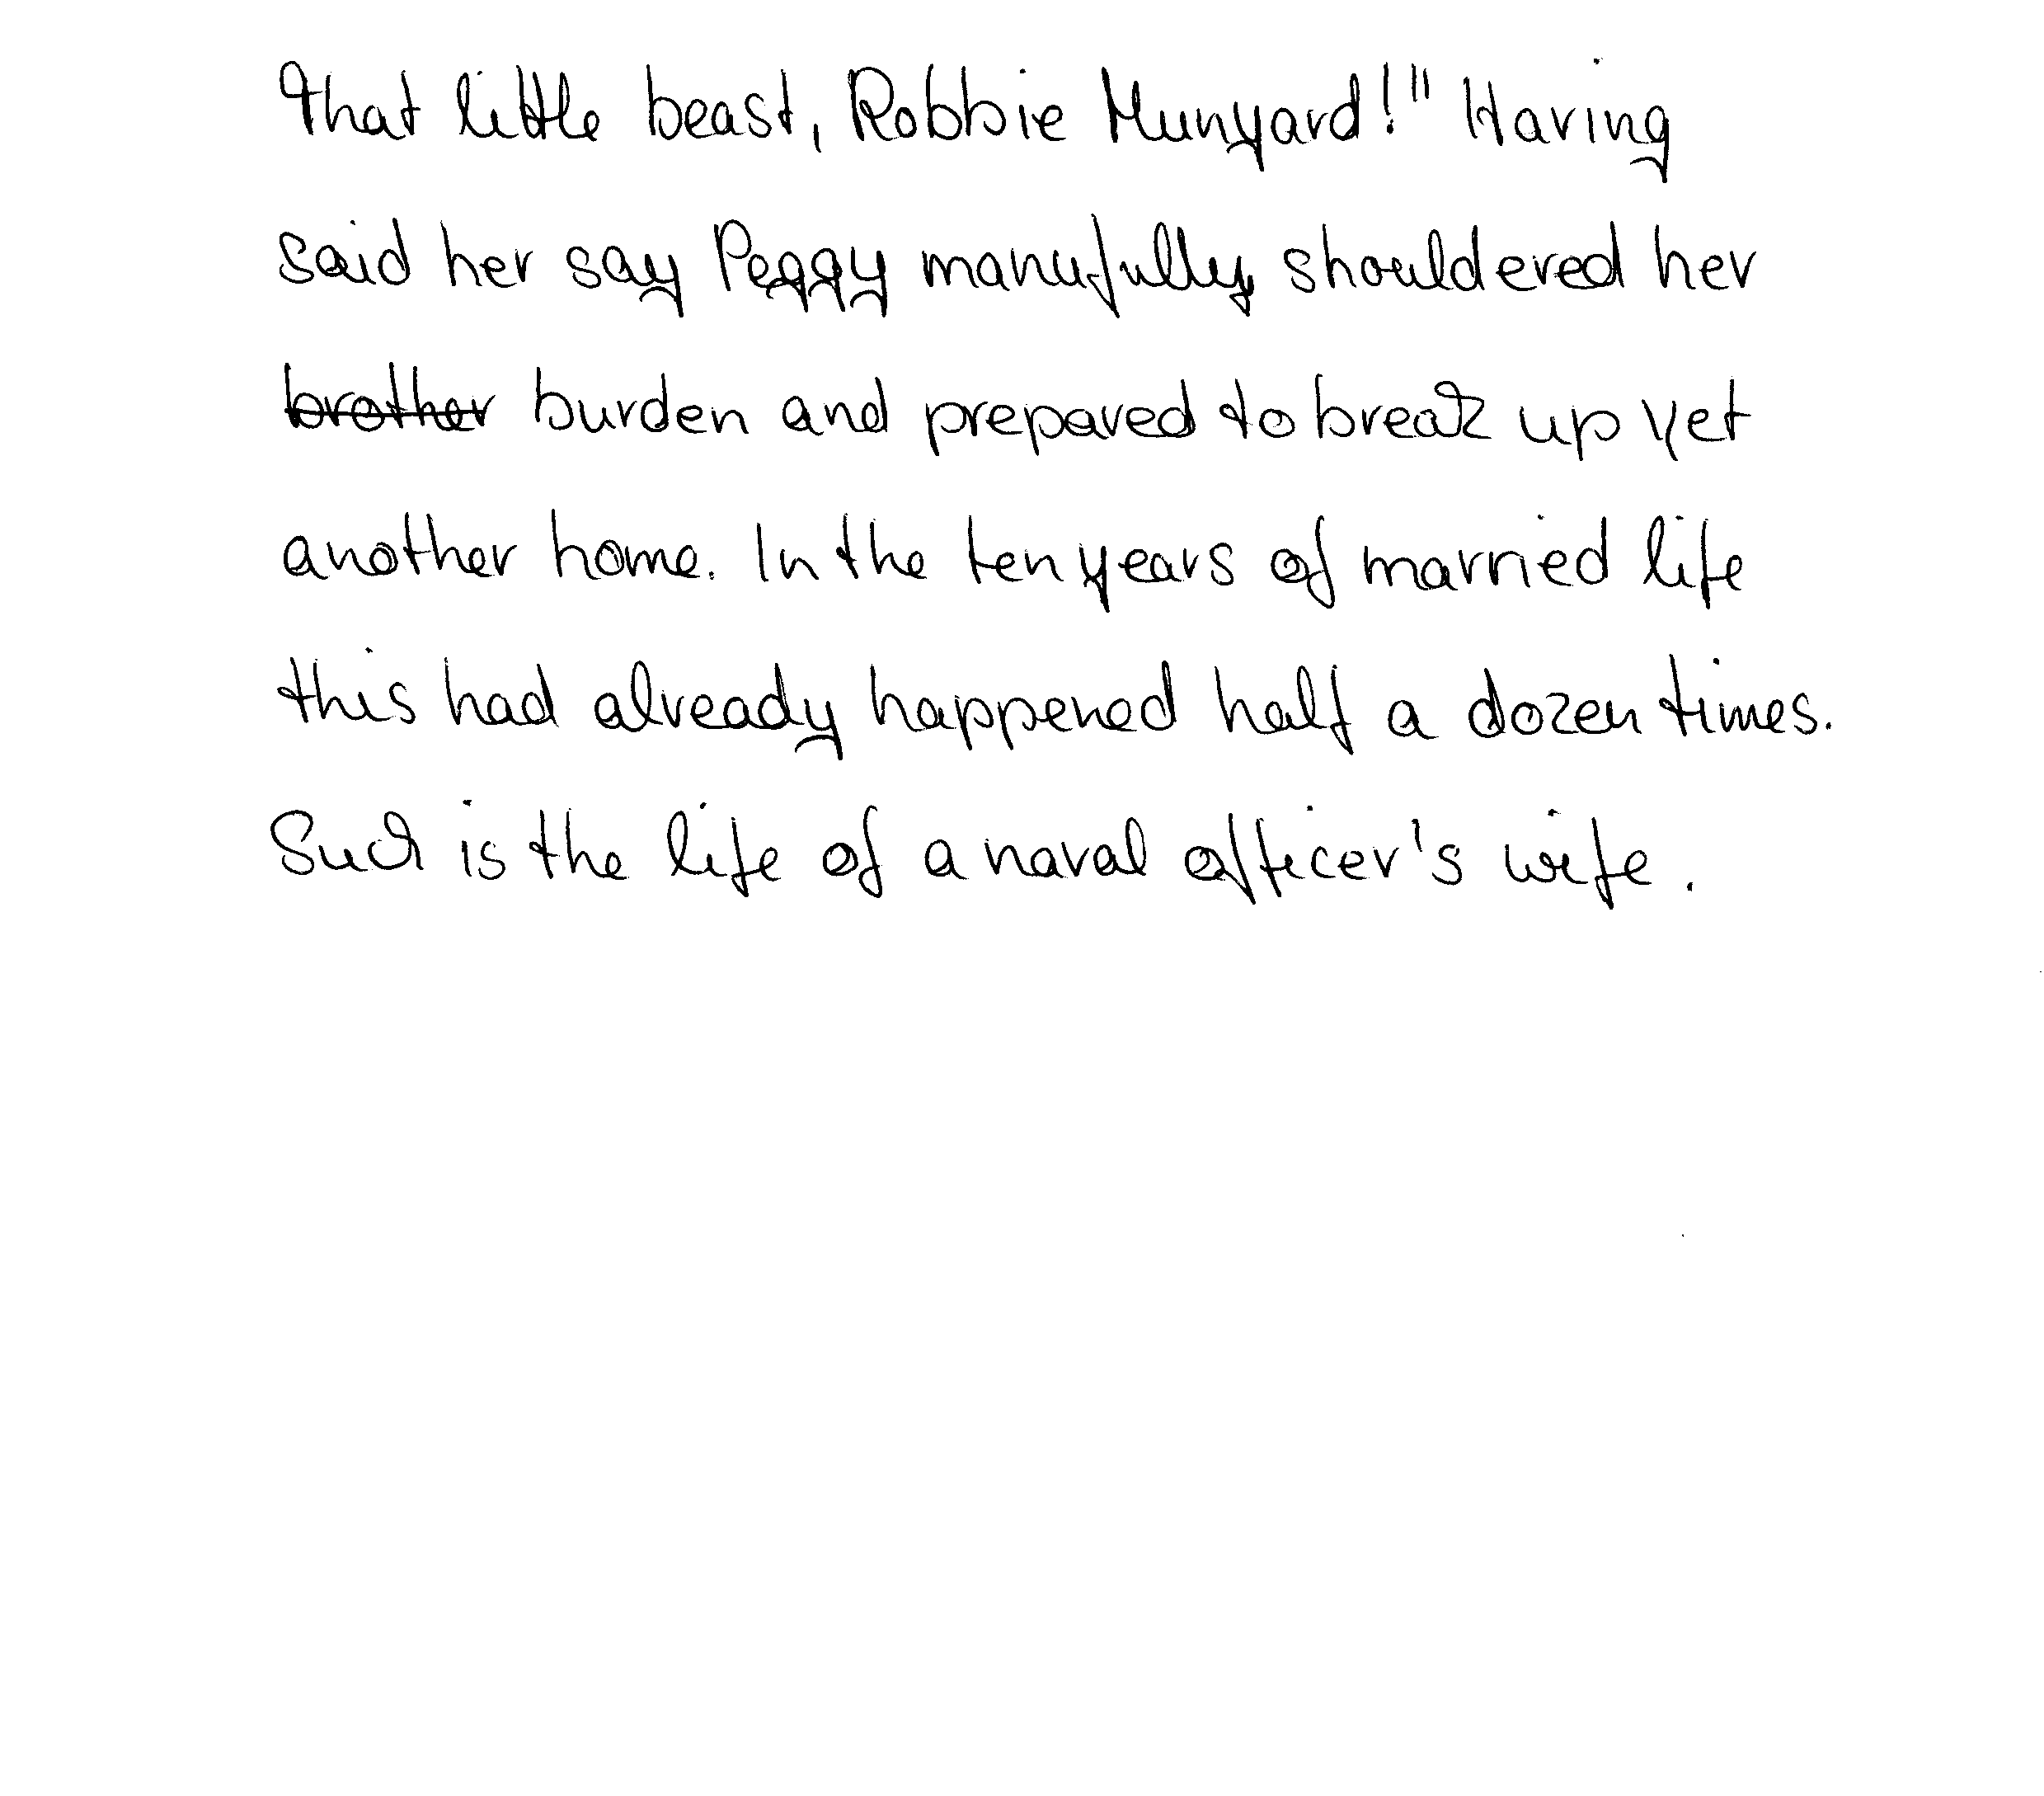 that little beast, Robbie Munyard!" Having
said her say Peggy manufully shouldered her
brother burden and prepared to break up yet
another home. In the ten years of married life
this had already happened half a dozen times.
Such is the life of a naval officer's wife.